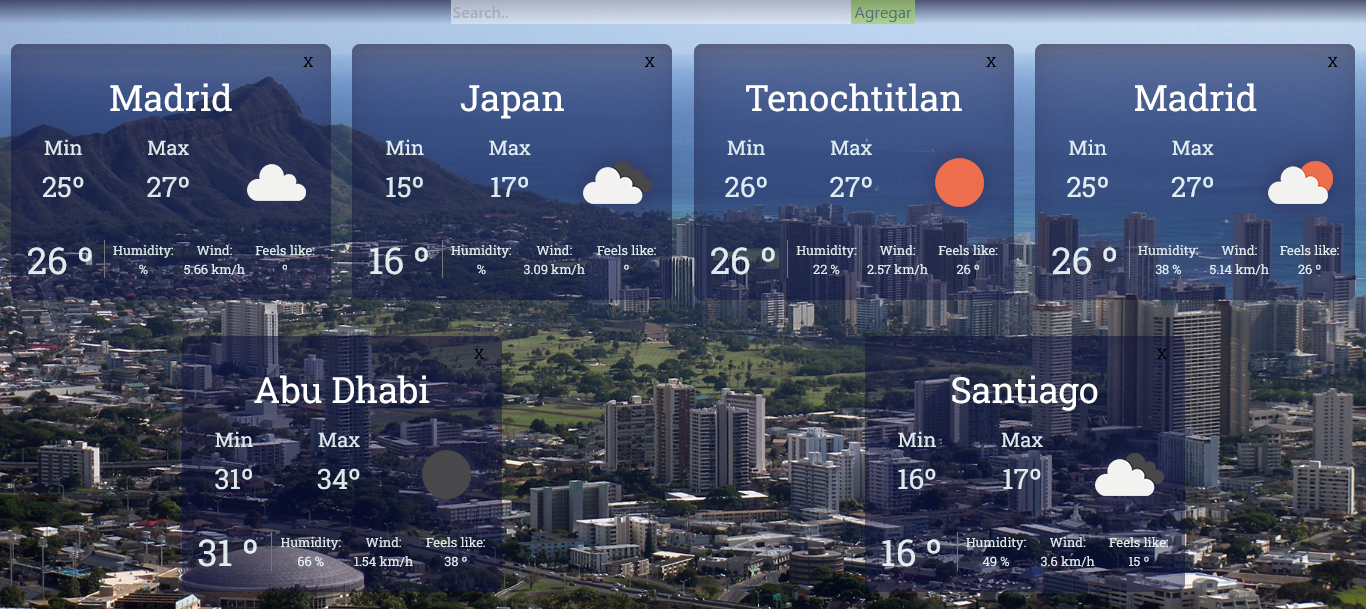 Search.. Agregar
x
Madrid
Min Max
25º 27º
26 º
Humidity: Wind: Feels like:
% 5.66 km/h º
x
Japan
Min Max
15º 17º
16 º
Humidity: Wind: Feels like:
% 3.09 km/h º
x
Tenochtitlan
Min Max
26º 27º
26 º
Humidity: Wind: Feels like:
22 % 2.57 km/h 26 º
x
Madrid
Min Max
25º 27º
26 º
Humidity: Wind: Feels like:
38 % 5.14 km/h 26 º
x
Abu Dhabi
Min Max
31º 34º
31 º
Humidity: Wind: Feels like:
66 % 1.54 km/h 38 º
x
Santiago
Min Max
16º 17º
16 º
Humidity: Wind: Feels like:
49 % 3.6 km/h 15 º